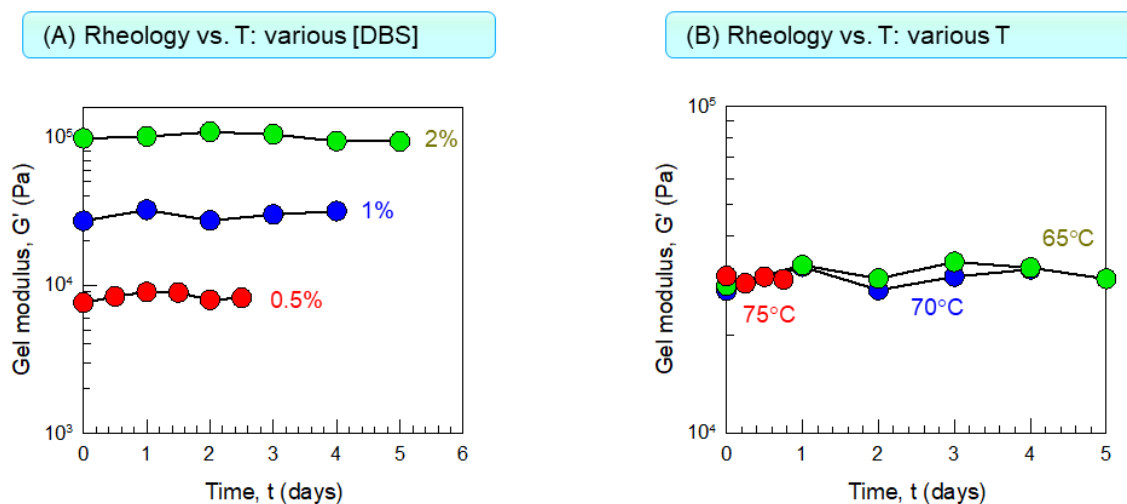 (A) Rheology vs. T: various [DBS]
Gel modulus, G' (Pa)
10⁵
10⁴
10³
2%
1%
0.5%
0 1 2 3 4 5 6
Time, t (days)
(B) Rheology vs. T: various T
Gel modulus, G' (Pa)
10⁵
10⁴
65°C
75°C
70°C
0 1 2 3 4 5
Time, t (days)